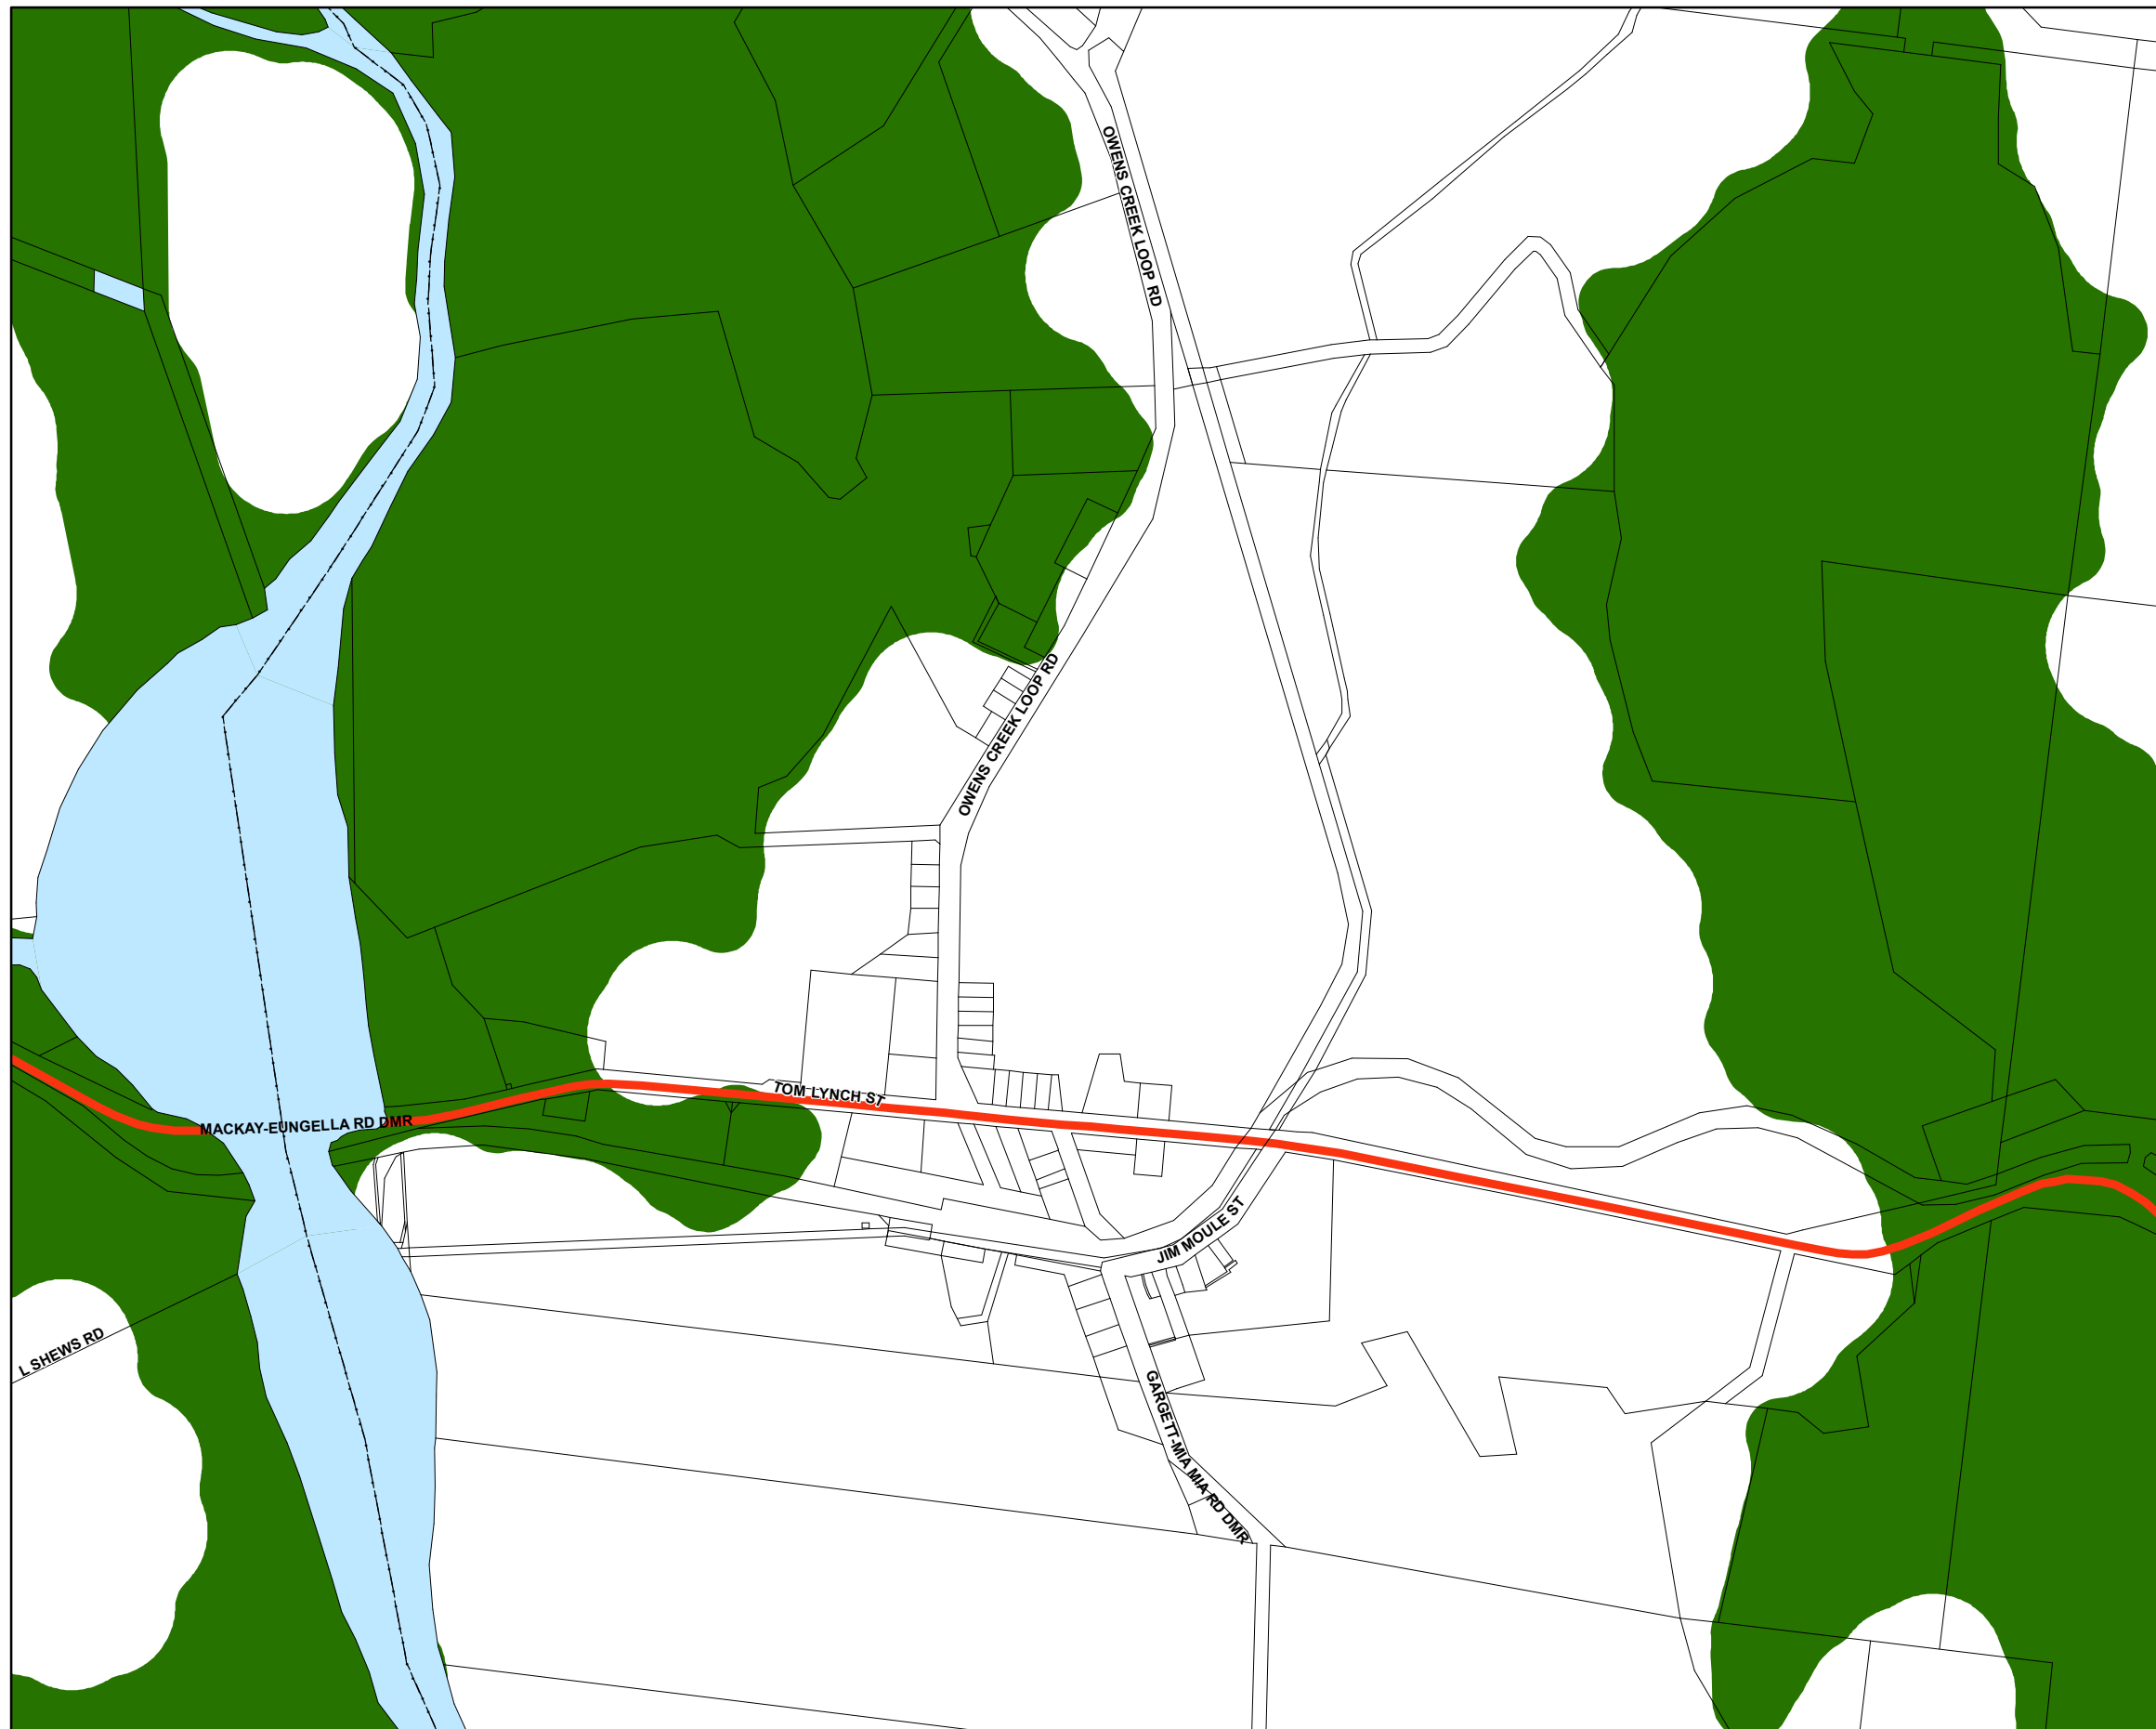 OWENS CREEK LOOP RD
OWENS CREEK LOOP RD
TOM LYNCH ST
MACKAY-EUNGELLA RD DMR
JIM MOULE ST
L SHEWS RD
GARGETT-MIA MIA RD DMR